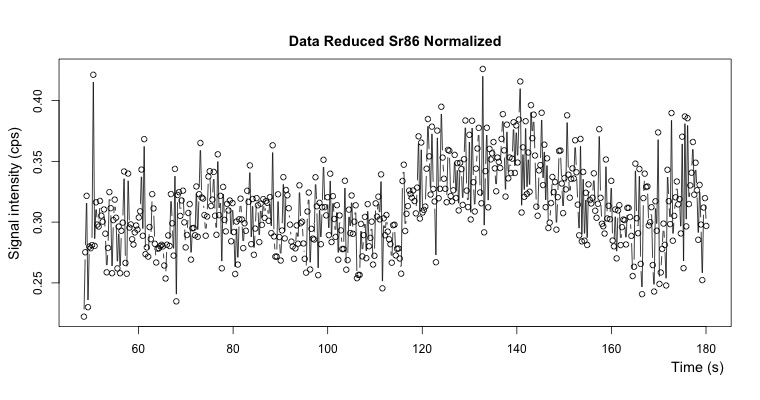 Data Reduced Sr86 Normalized
Signal intensity (cps)
0.40
0.35
0.30
0.25
60 80 100 120 140 160 180
Time (s)